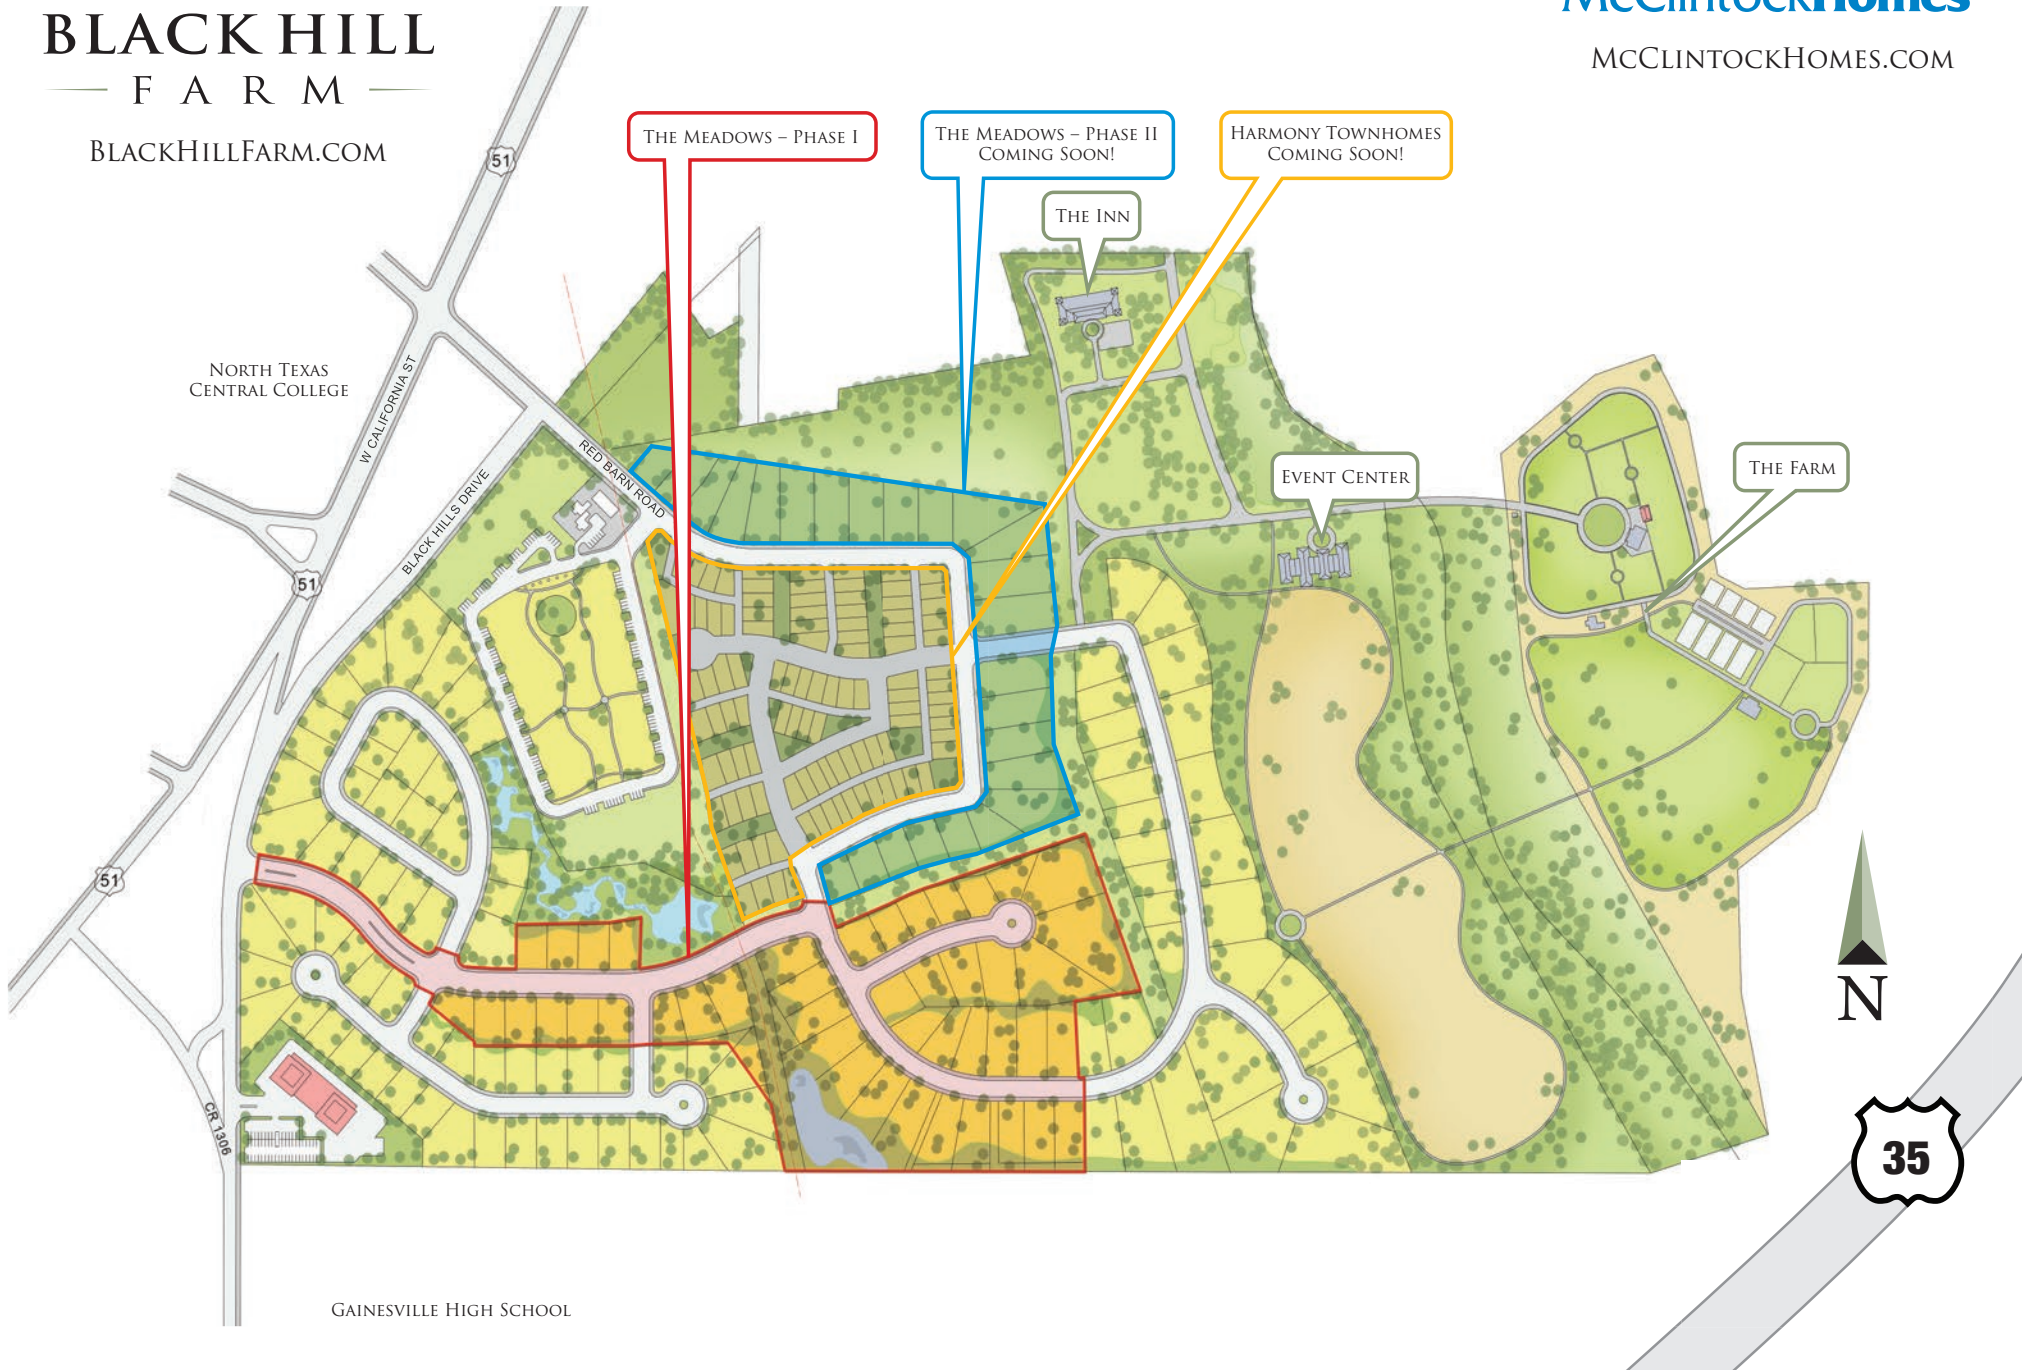 BLACK HILL
FARM
BLACKHILLFARM.COM
McClintockHomes
MCCLINTOCKHOMES.COM
THE MEADOWS – PHASE I
THE MEADOWS – PHASE II
COMING SOON!
HARMONY TOWNHOMES
COMING SOON!
THE INN
51
NORTH TEXAS
CENTRAL COLLEGE
W CALIFORNIA ST
RED BARN ROAD
BLACK HILLS DRIVE
EVENT CENTER
THE FARM
51
51
N
CR 1306
35
GAINESVILLE HIGH SCHOOL